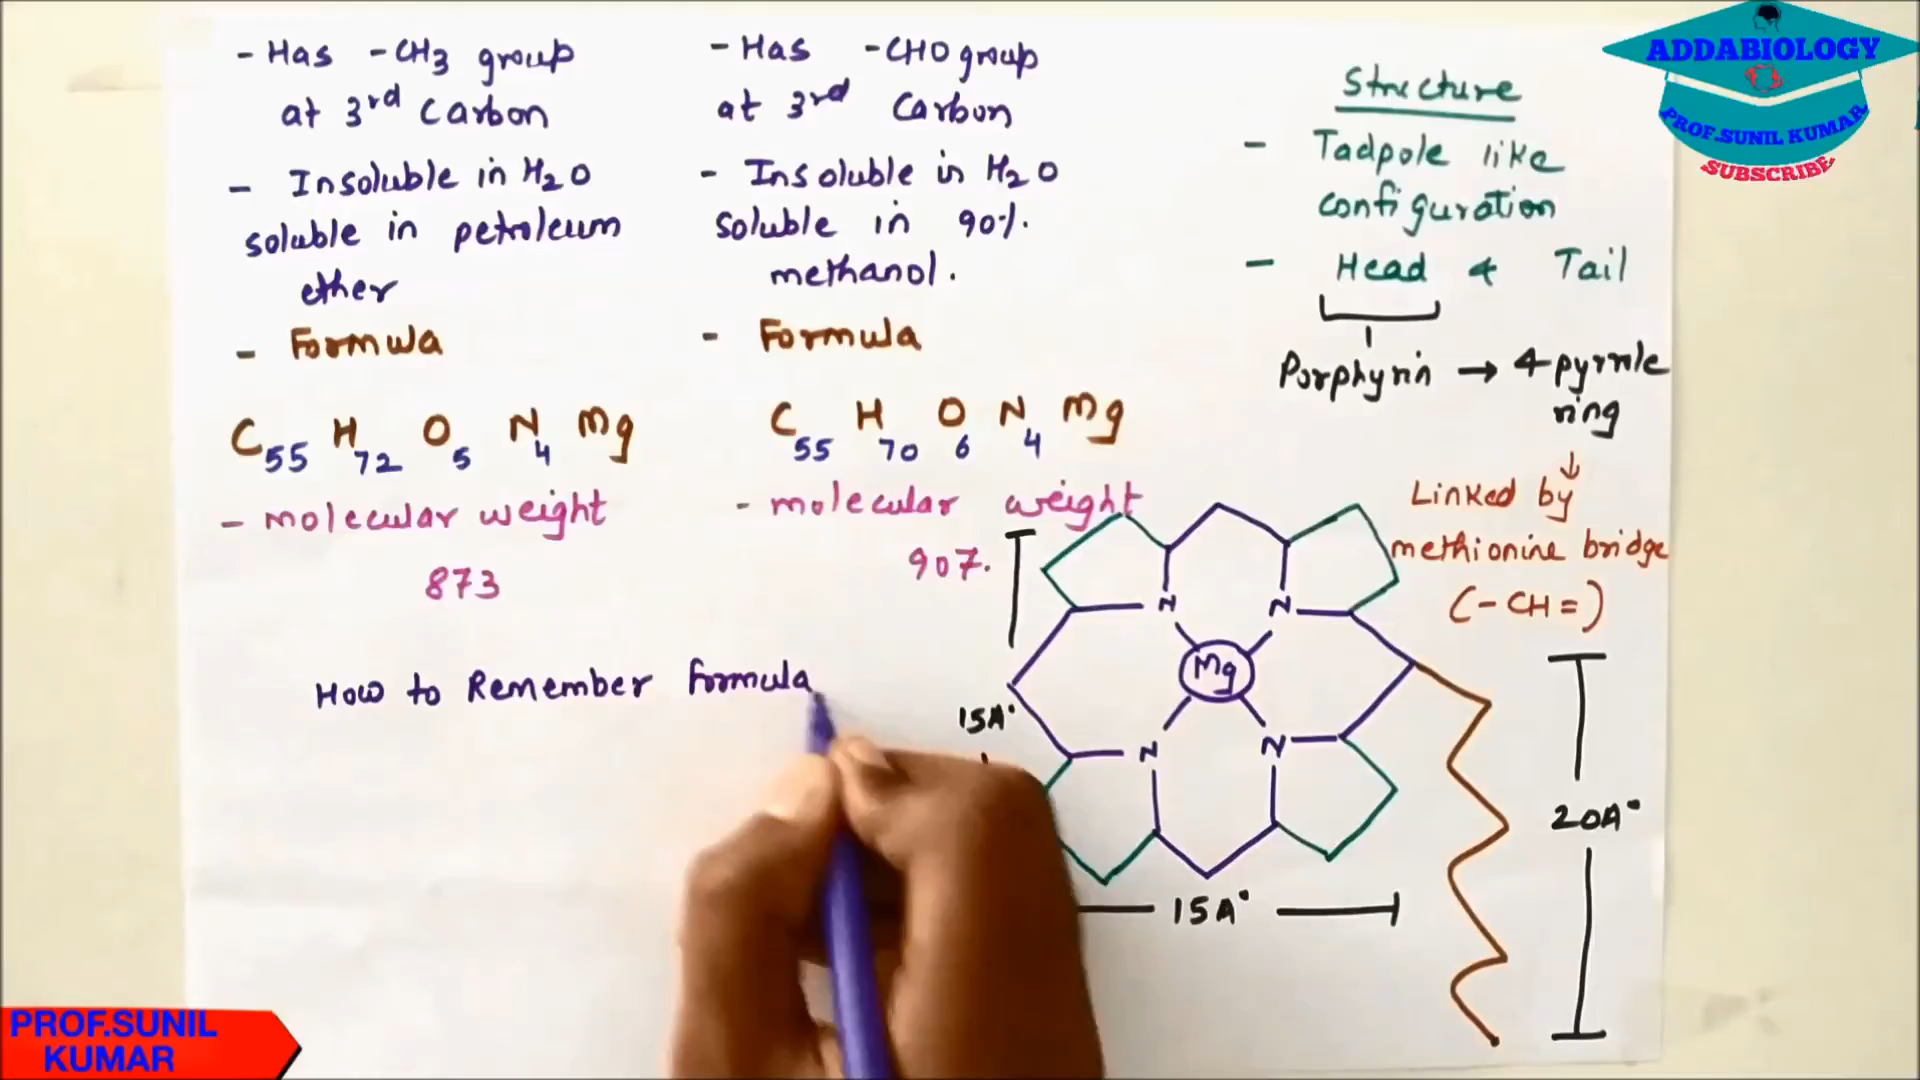 - Has -CH3 group
at 3rd Carbon
- Insoluble in H2O
soluble in petroleum
ether
- Formula
C55 H72 O5 N4 Mg
- molecular weight
873
- Has -CHO group
at 3rd Carbon
- Insoluble in H2O
soluble in 90%.
methanol.
- Formula
C55 H70 O6 N4 Mg
- molecular weight
907.
How to Remember formula
Structure
- Tadpole like
configuration
- Head & Tail
Porphyrin → 4 pyrrole
ring
↓
Linked by
methionine bridge
(-CH=)
N N
Mg
N N
15A°
15A°
20A°
ADDABIOLOGY
PROF.SUNIL KUMAR
SUBSCRIBE
PROF.SUNIL
KUMAR